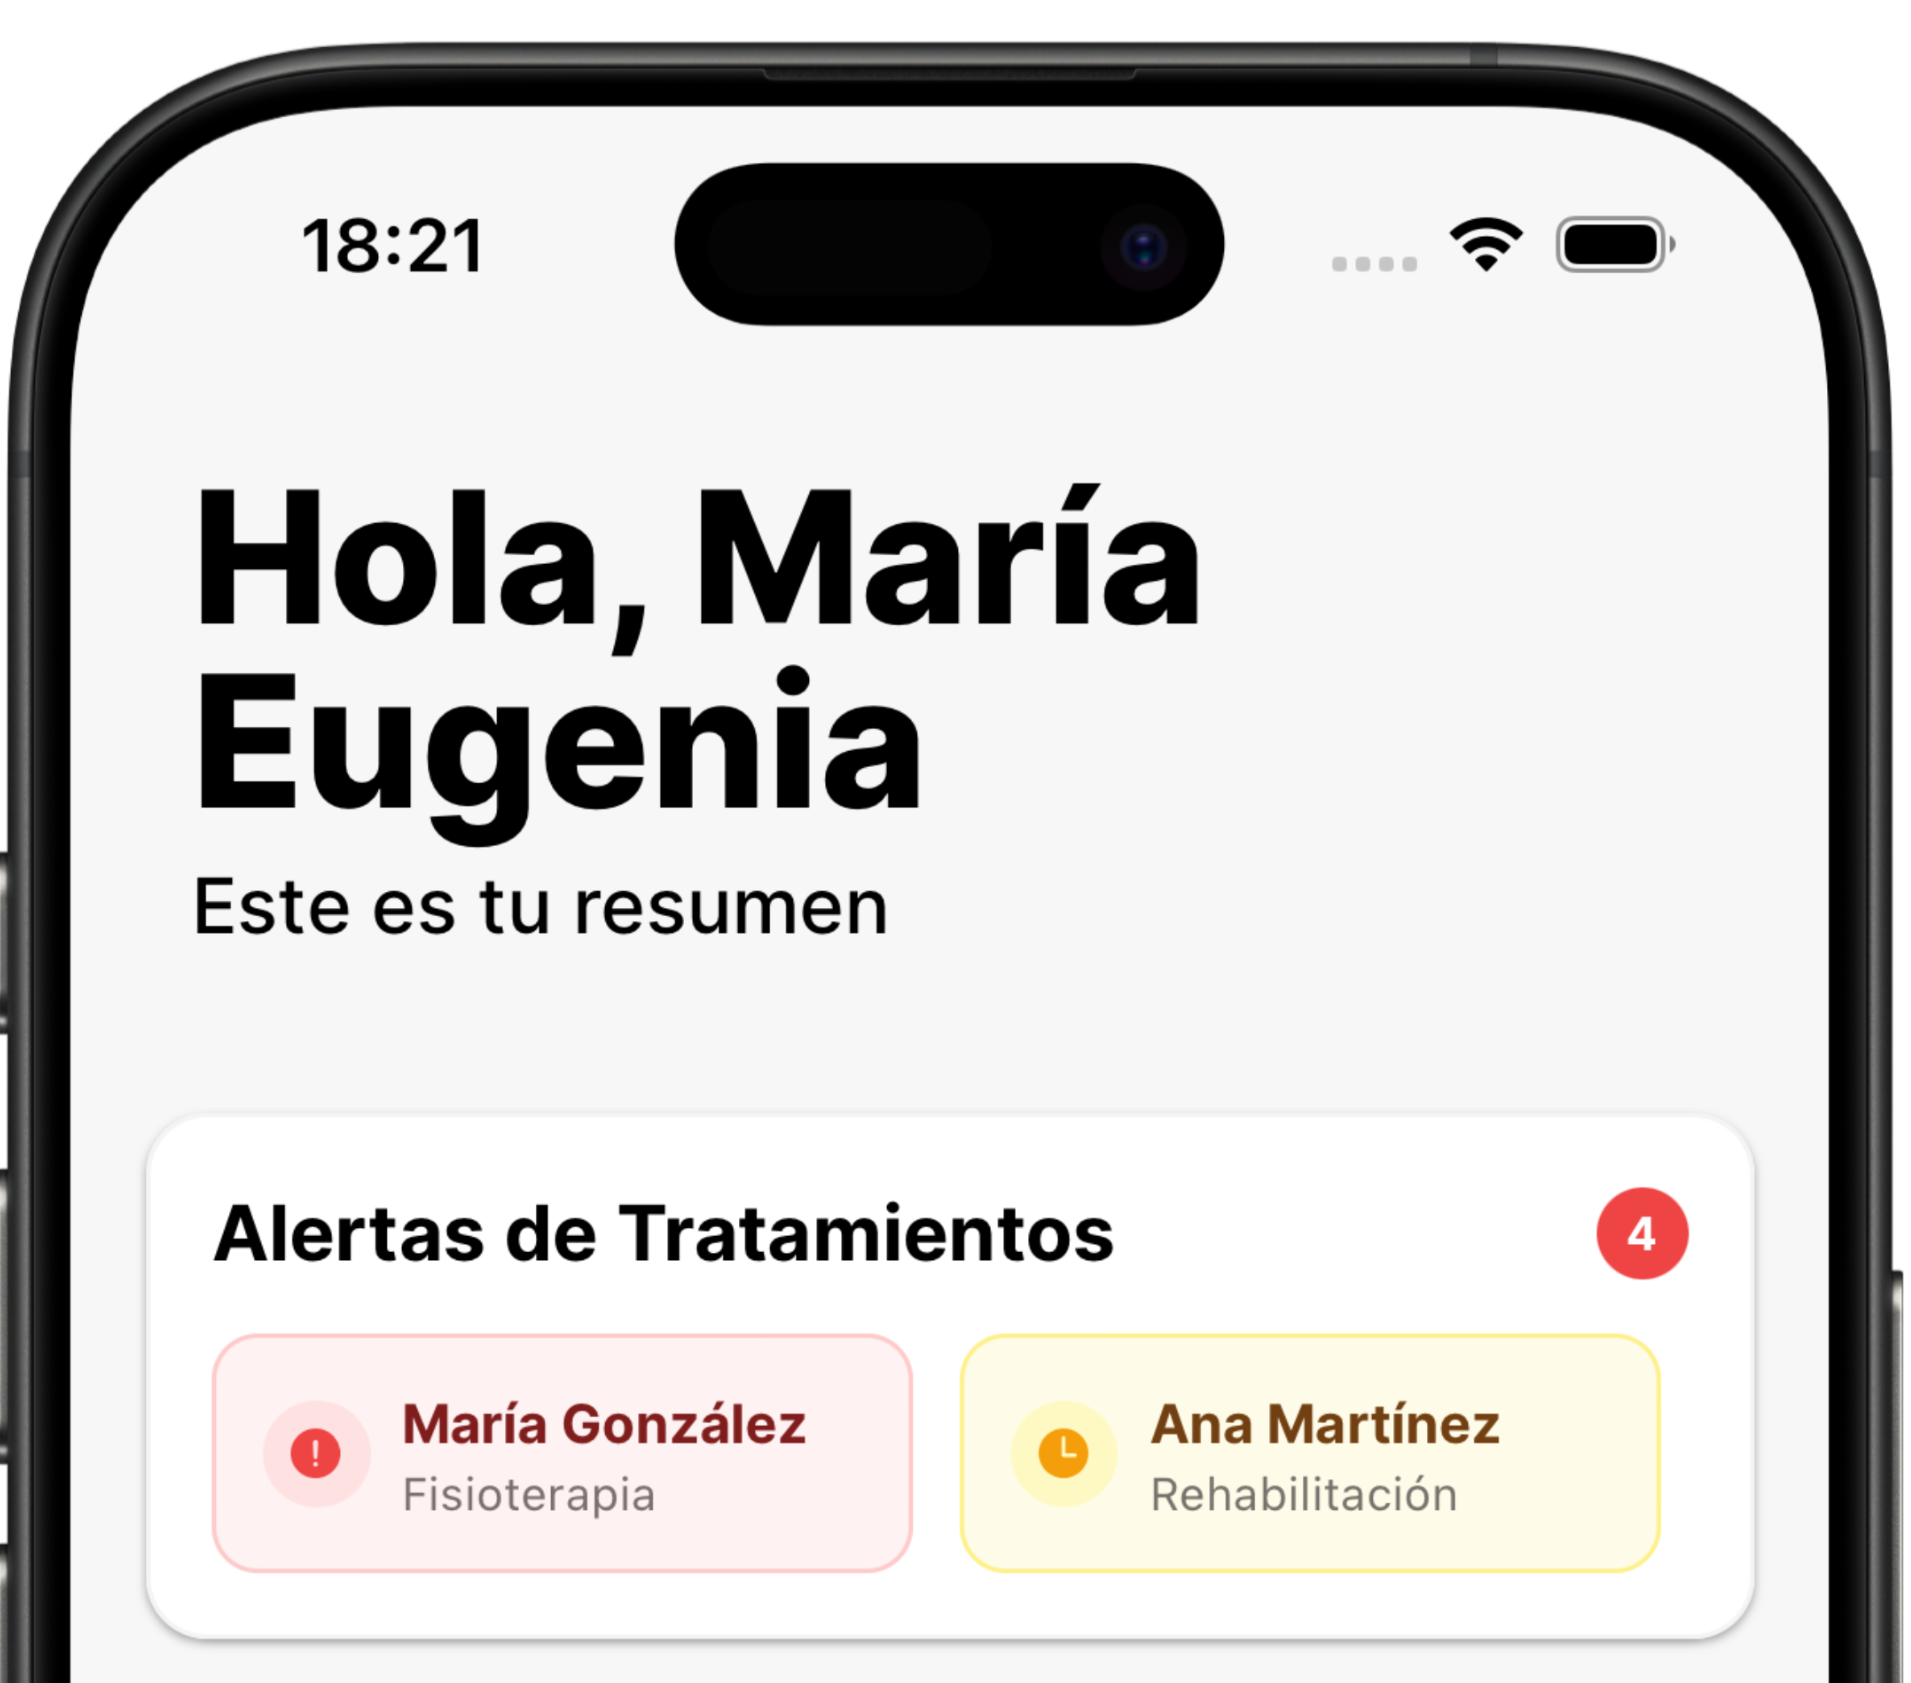 18:21
Hola, María
Eugenia
Este es tu resumen
Alertas de Tratamientos
4
María González
Fisioterapia
Ana Martínez
Rehabilitación